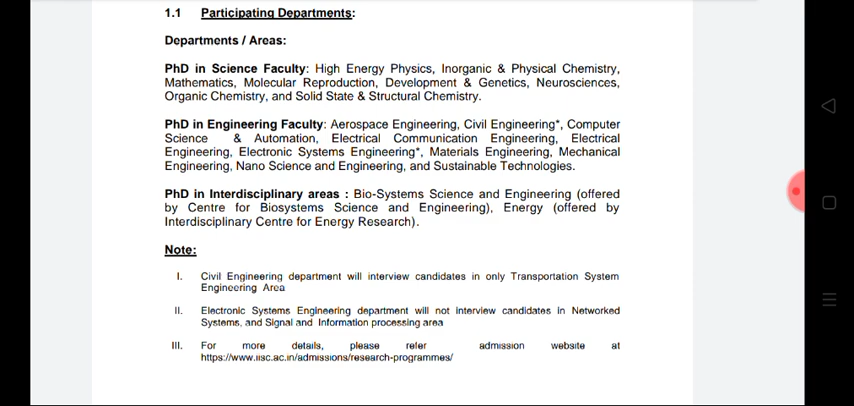 1.1 Participating Departments:
Departments / Areas:
PhD in Science Faculty: High Energy Physics, Inorganic & Physical Chemistry,
Mathematics, Molecular Reproduction, Development & Genetics, Neurosciences,
Organic Chemistry, and Solid State & Structural Chemistry.
PhD in Engineering Faculty: Aerospace Engineering, Civil Engineering*, Computer
Science & Automation, Electrical Communication Engineering, Electrical
Engineering, Electronic Systems Engineering*, Materials Engineering, Mechanical
Engineering, Nano Science and Engineering, and Sustainable Technologies.
PhD in Interdisciplinary areas : Bio-Systems Science and Engineering (offered
by Centre for Biosystems Science and Engineering), Energy (offered by
Interdisciplinary Centre for Energy Research).
Note:
I. Civil Engineering department will interview candidates in only Transportation System
Engineering Area
II. Electronic Systems Engineering department will not interview candidates in Networked
Systems, and Signal and Information processing area
III. For more details, please refer admission website at
https://www.iisc.ac.in/admissions/research-programmes/